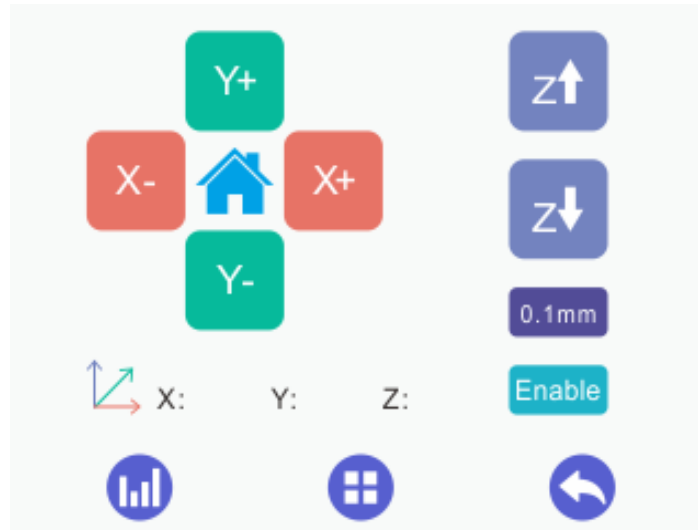 Y+
Z
X-
X+
Z
Y-
0.1mm
Enable
X: Y: Z: